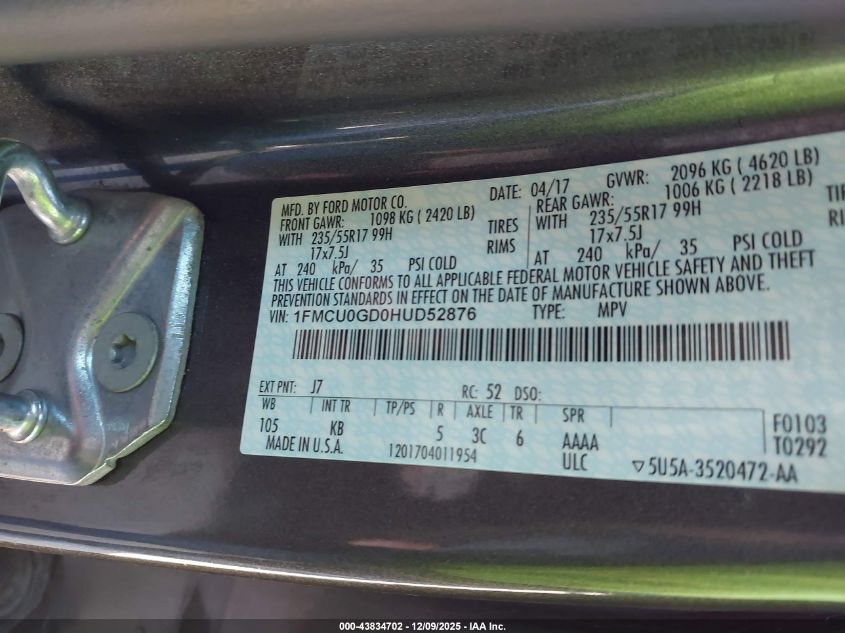 MFD. BY FORD MOTOR CO.
DATE: 04/17
GVWR: 2096 KG ( 4620 LB)
FRONT GAWR: 1098 KG ( 2420 LB)
REAR GAWR: 1006 KG ( 2218 LB)
WITH 235/55R17 99H TIRES
WITH 235/55R17 99H
17x7.5J RIMS
17x7.5J
AT 240 kPa/ 35 PSI COLD
AT 240 kPa/ 35 PSI COLD
THIS VEHICLE CONFORMS TO ALL APPLICABLE FEDERAL MOTOR VEHICLE SAFETY AND THEFT
PREVENTION STANDARDS IN EFFECT ON THE DATE OF MANUFACTURE SHOWN ABOVE.
VIN: 1FMCU0GD0HUD52876
TYPE: MPV
EXT PNT: J7 RC: 52 DSO:
WB INT TR TP/PS R AXLE TR SPR
105 KB 5 3C 6 AAAA
F0103
T0292
MADE IN U.S.A. 1201704011954 ULC
▽5U5A-3520472-AA
000-43834702 - 12/09/2025 - IAA Inc.